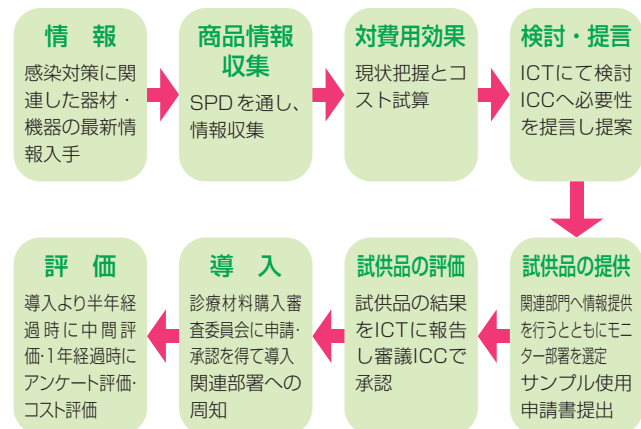 情 報
感染対策に関
連した器材・
機器の最新情
報入手
商品情報
収集
SPDを通し、
情報収集
対費用効果
現状把握とコ
スト試算
検討・提言
ICTにて検討
ICCへ必要性
を提言し提案
試供品の提供
関連部門へ情報提供
を行うとともにモニ
ター部署を選定
サンプル使用
申請書提出
試供品の評価
試供品の結果
をICTに報告
し審議ICCで
承認
導 入
診療材料購入審
査委員会に申請・
承認を得て導入
関連部署への
周知
評 価
導入より半年経
過時に中間評
価・1年経過時に
アンケート評価・
コスト評価